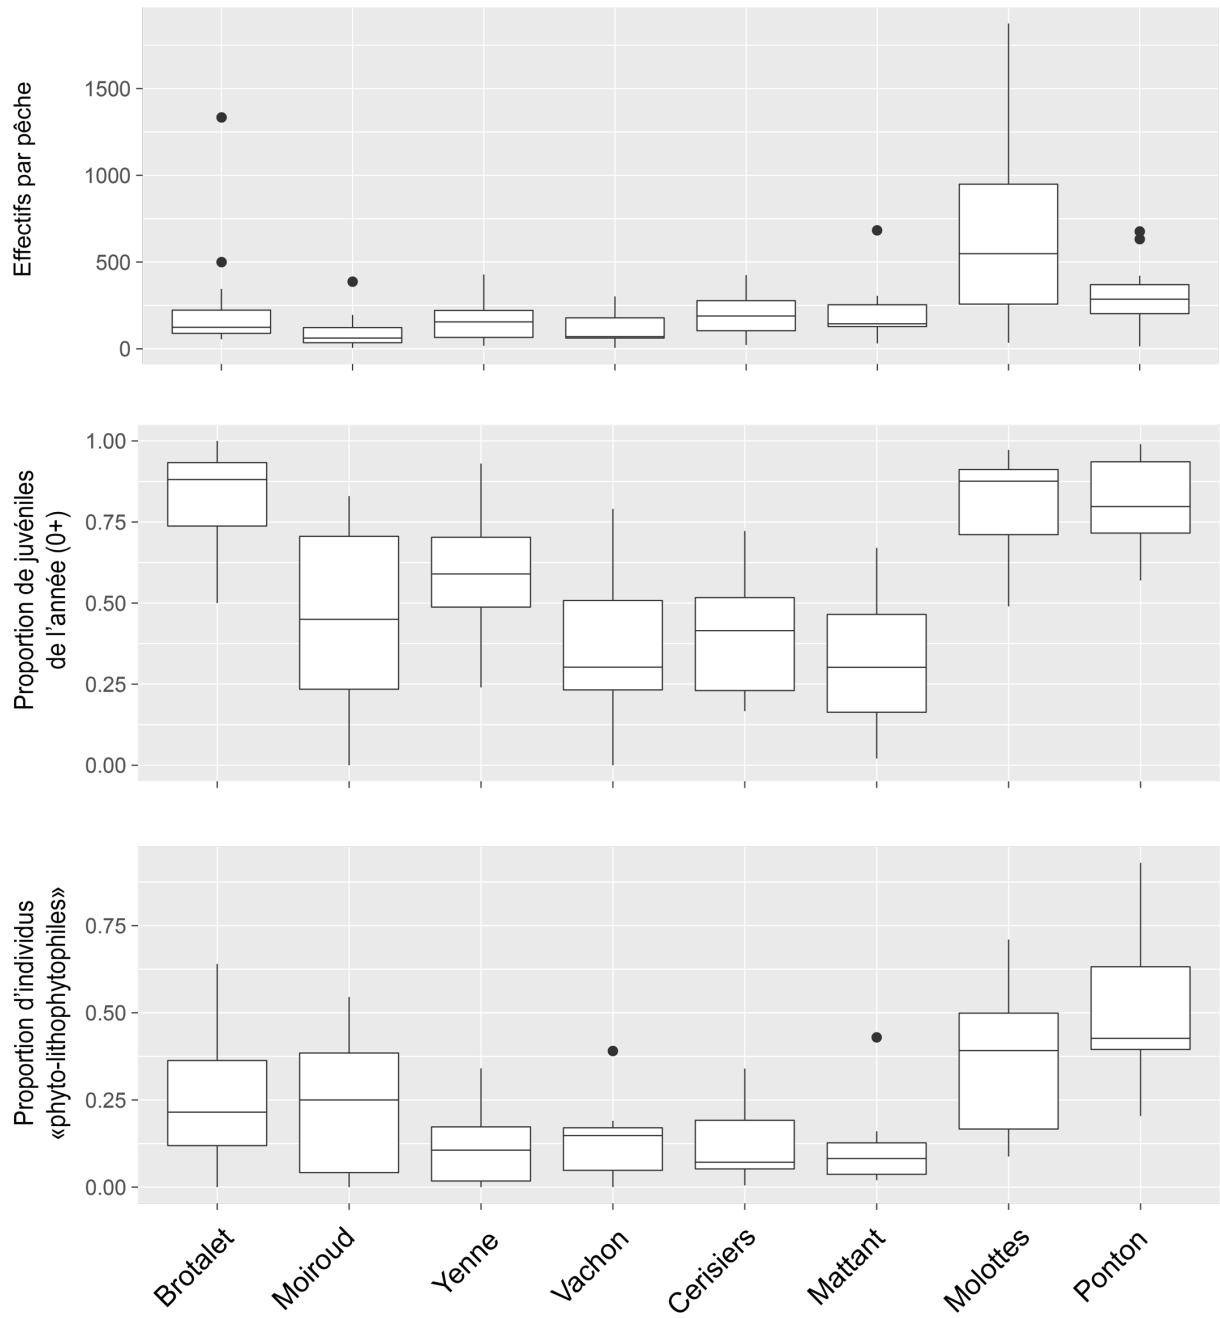 Effectifs par pêche
1500
1000
500
0
Proportion de juvéniles
de l'année (0+)
1.00
0.75
0.50
0.25
0.00
Proportion d'individus
«phyto-lithophytophiles»
0.75
0.50
0.25
0.00
Brotalet
Moiroud
Yenne
Vachon
Cerisiers
Mattant
Molottes
Ponton